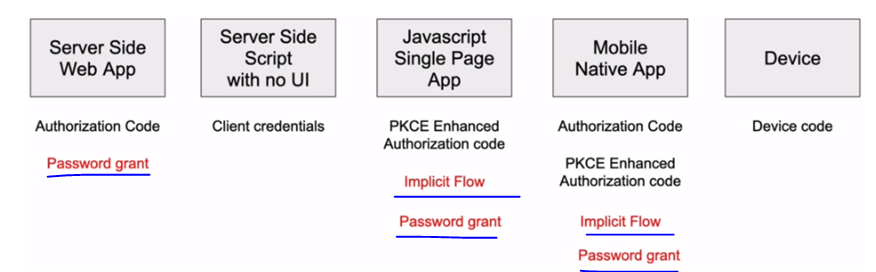 Server Side
Web App
Server Side
Script
with no UI
Javascript
Single Page
App
Mobile
Native App
Device
Authorization Code
Password grant
Client credentials
PKCE Enhanced
Authorization code
Implicit Flow
Password grant
Authorization Code
PKCE Enhanced
Authorization code
Implicit Flow
Password grant
Device code